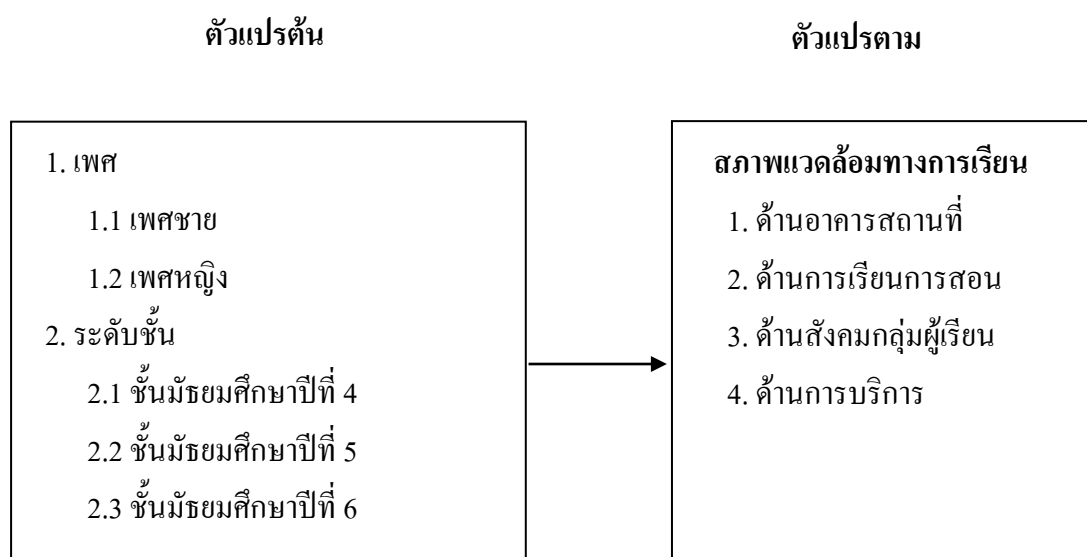 ตัวแปรต้น
ตัวแปรตาม
1. เพศ
1.1 เพศชาย
1.2 เพศหญิง
2. ระดับชั้น
2.1 ชั้นมัธยมศึกษาปีที่ 4
2.2 ชั้นมัธยมศึกษาปีที่ 5
2.3 ชั้นมัธยมศึกษาปีที่ 6
สภาพแวดล้อมทางการเรียน
1. ด้านอาคารสถานที่
2. ด้านการเรียนการสอน
3. ด้านสังคมกลุ่มผู้เรียน
4. ด้านการบริการ